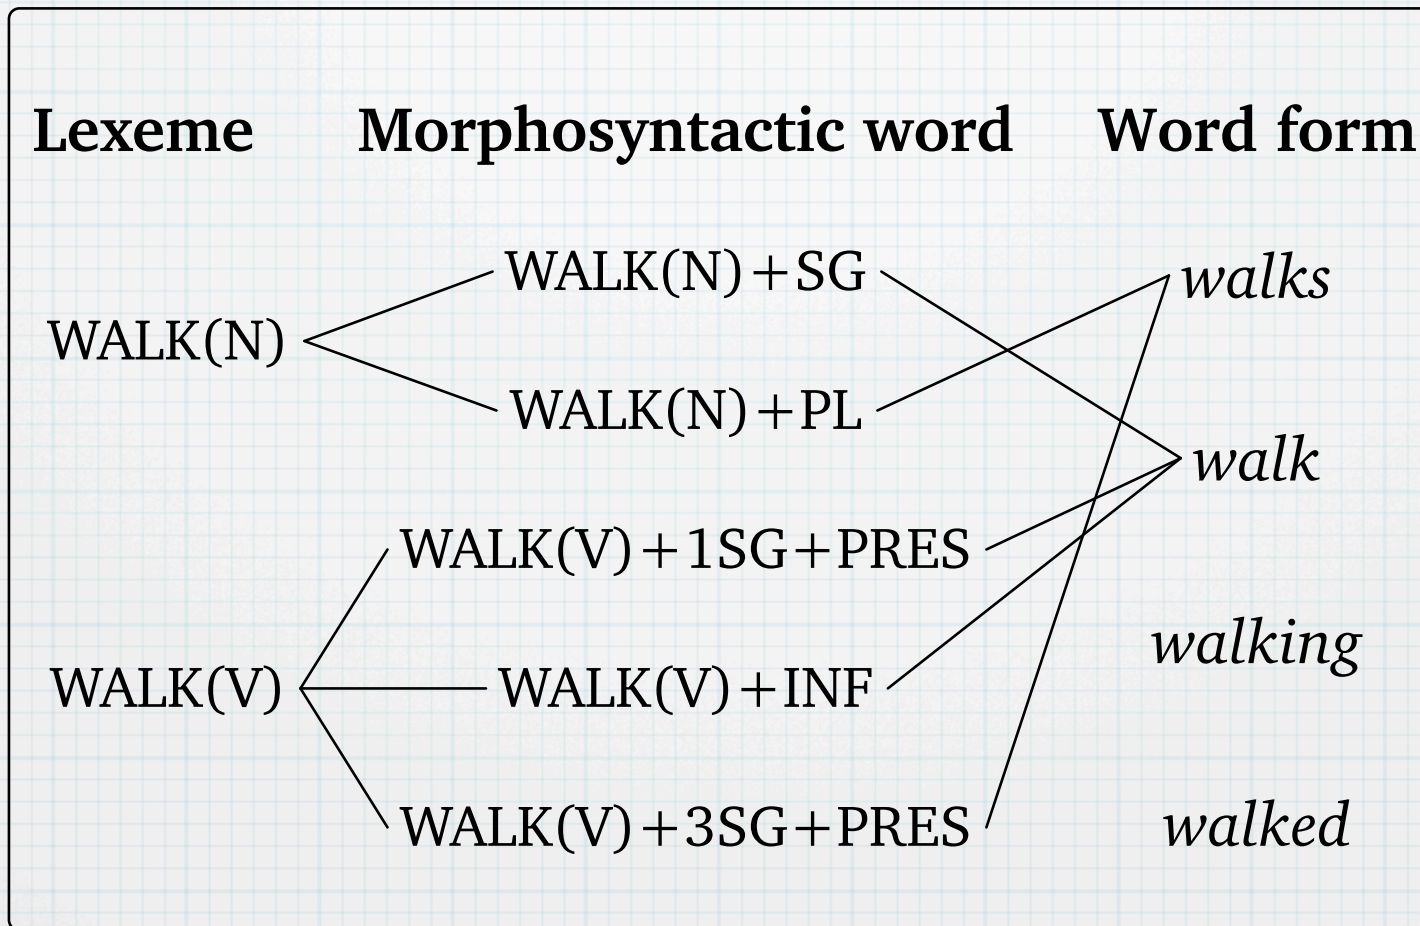 Lexeme Morphosyntactic word Word form
WALK(N)+SG walks
WALK(N)
WALK(N)+PL
walk
WALK(V)+1SG+PRES
walking
WALK(V) WALK(V)+INF
WALK(V)+3SG+PRES walked